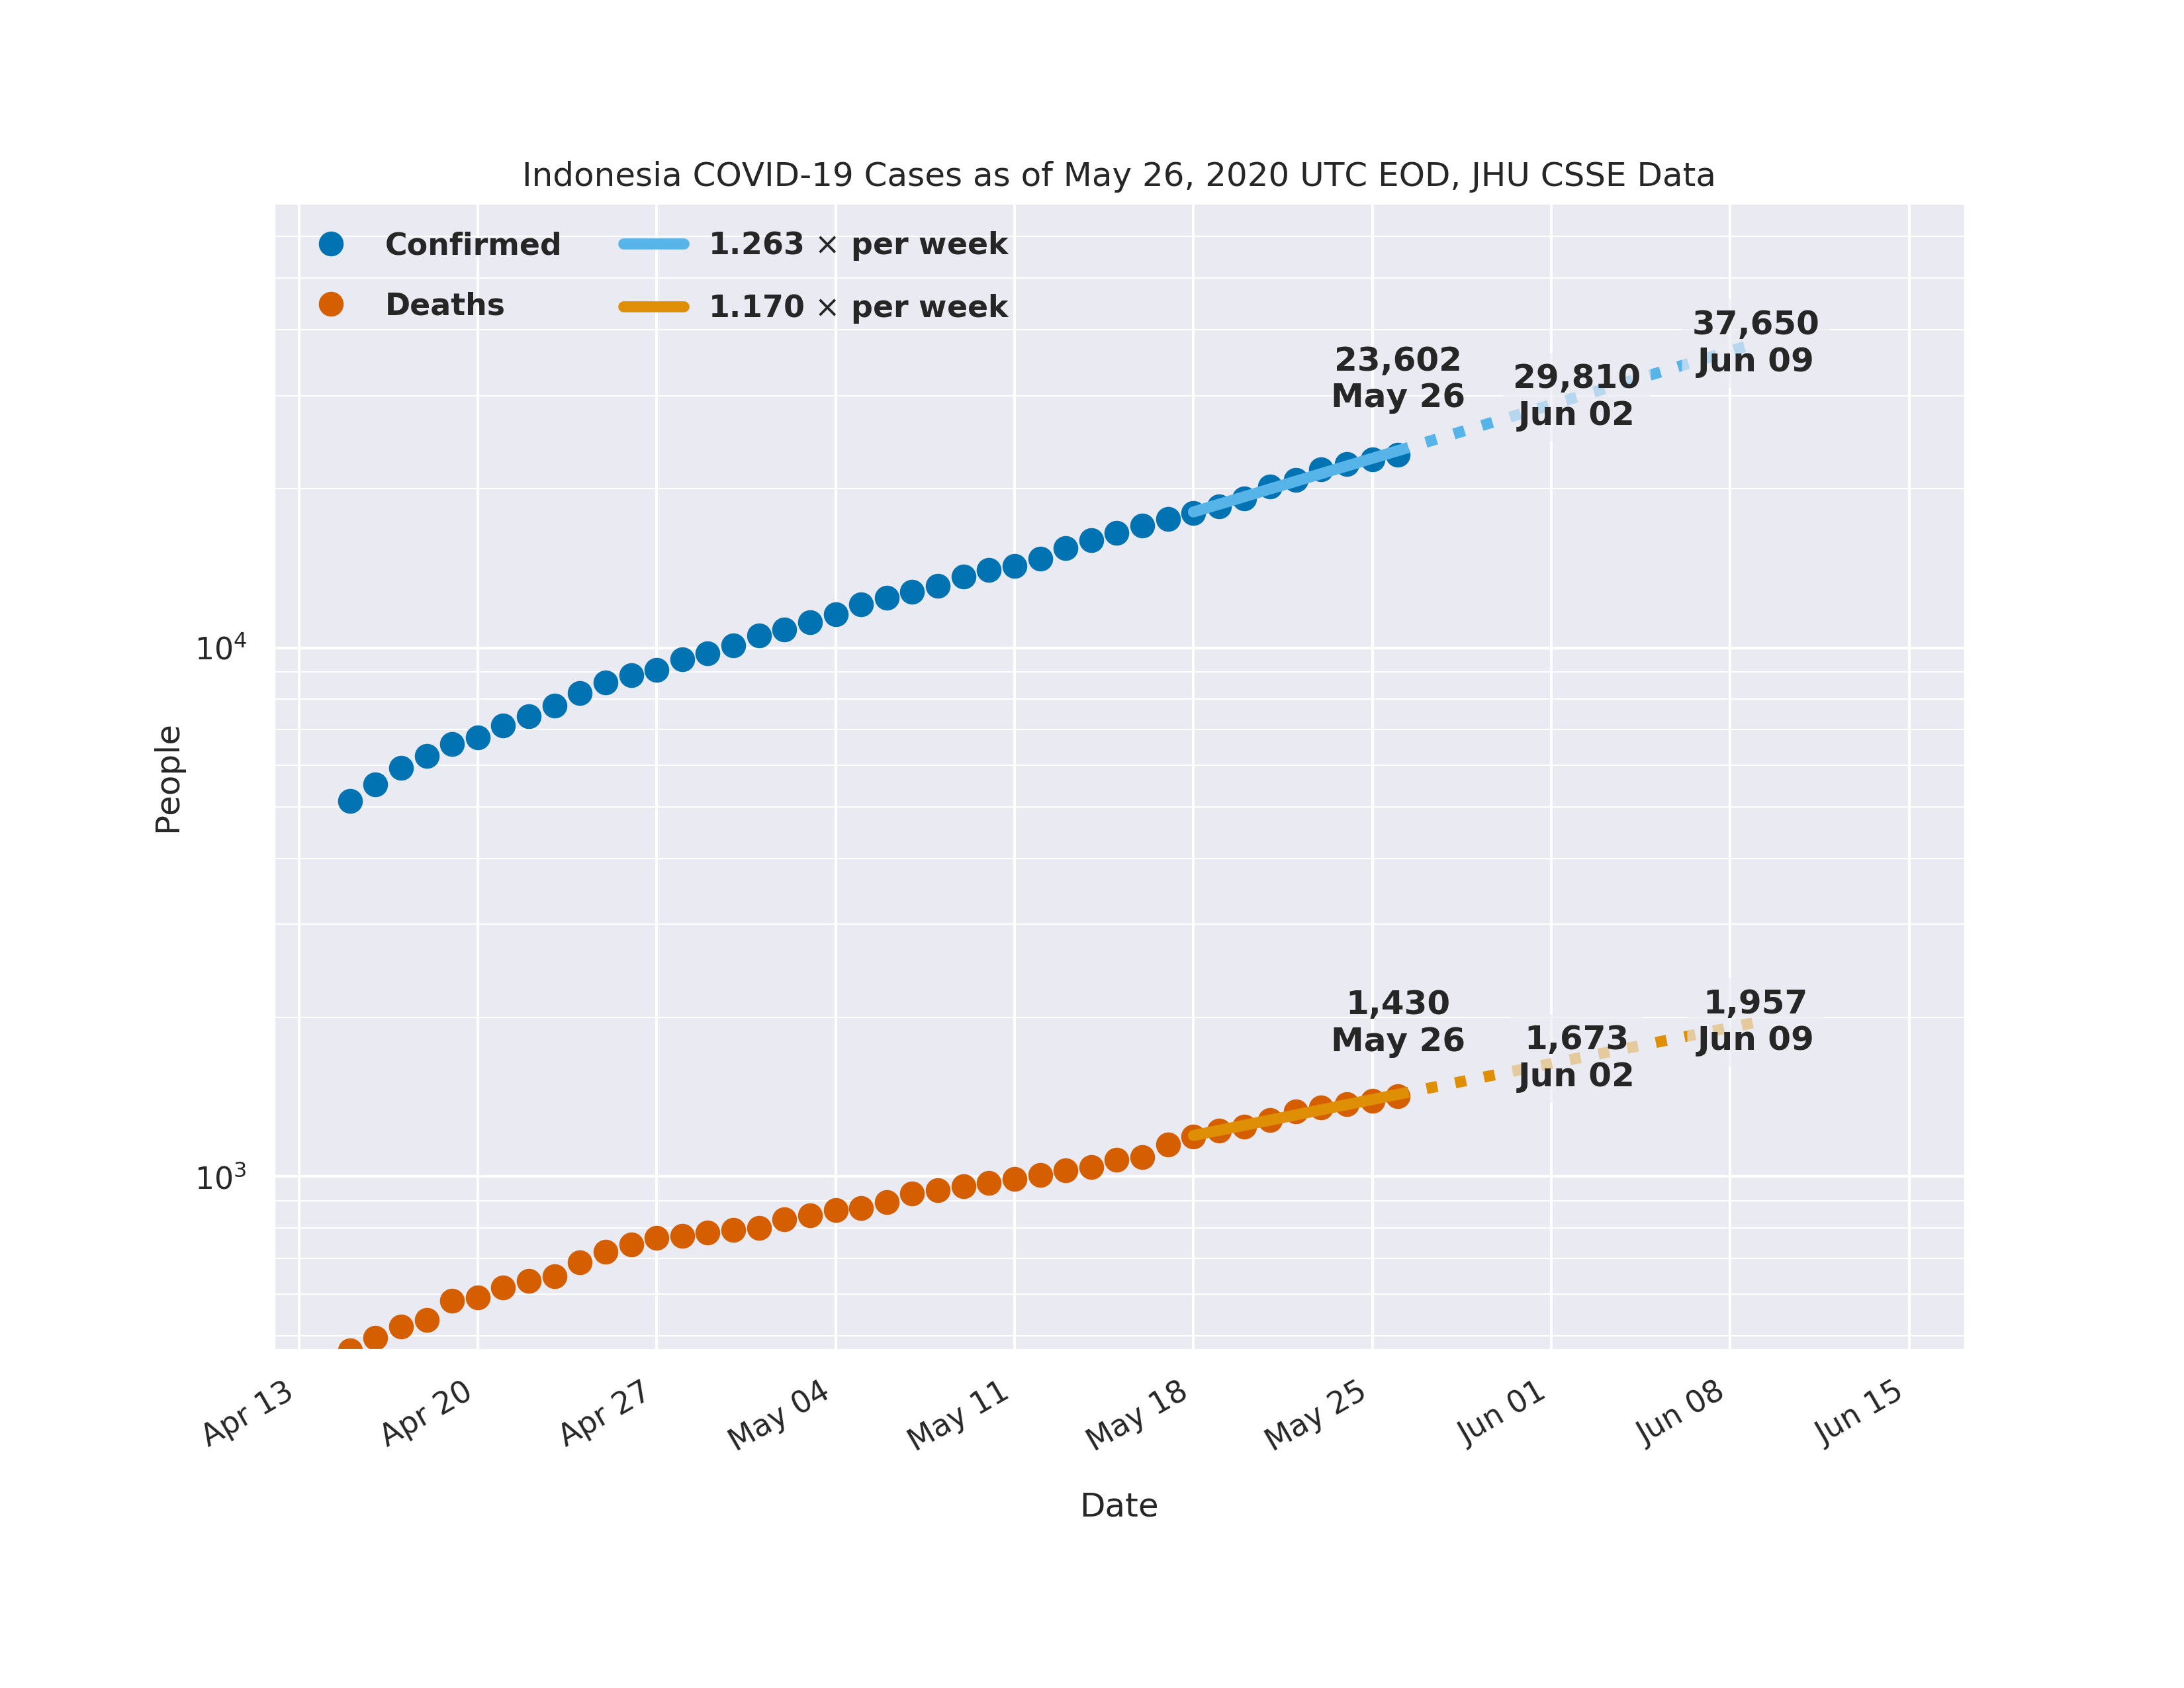 Indonesia COVID-19 Cases as of May 26, 2020 UTC EOD, JHU CSSE Data
Confirmed
Deaths
1.263 × per week
1.170 × per week
23,602
May 26
29,810
Jun 02
37,650
Jun 09
1,430
May 26
1,673
Jun 02
1,957
Jun 09
People
10⁴
10³
Apr 13
Apr 20
Apr 27
May 04
May 11
May 18
May 25
Jun 01
Jun 08
Jun 15
Date